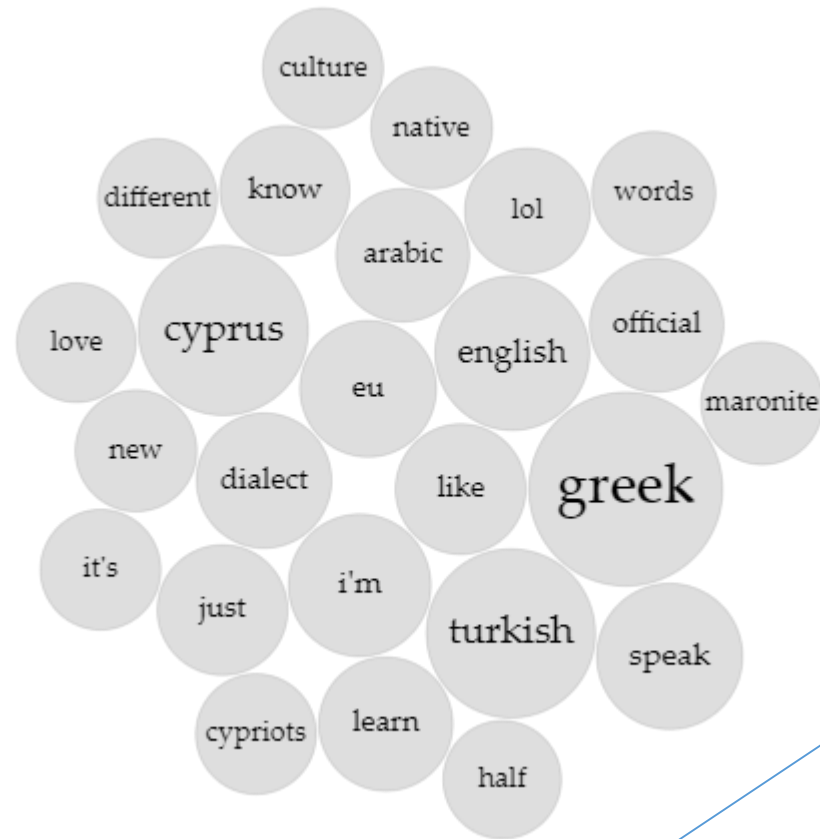 culture
native
different
know
lol
words
arabic
love
cyprus
eu
english
official
maronite
new
dialect
like
greek
it's
just
i'm
turkish
speak
cypriots
learn
half